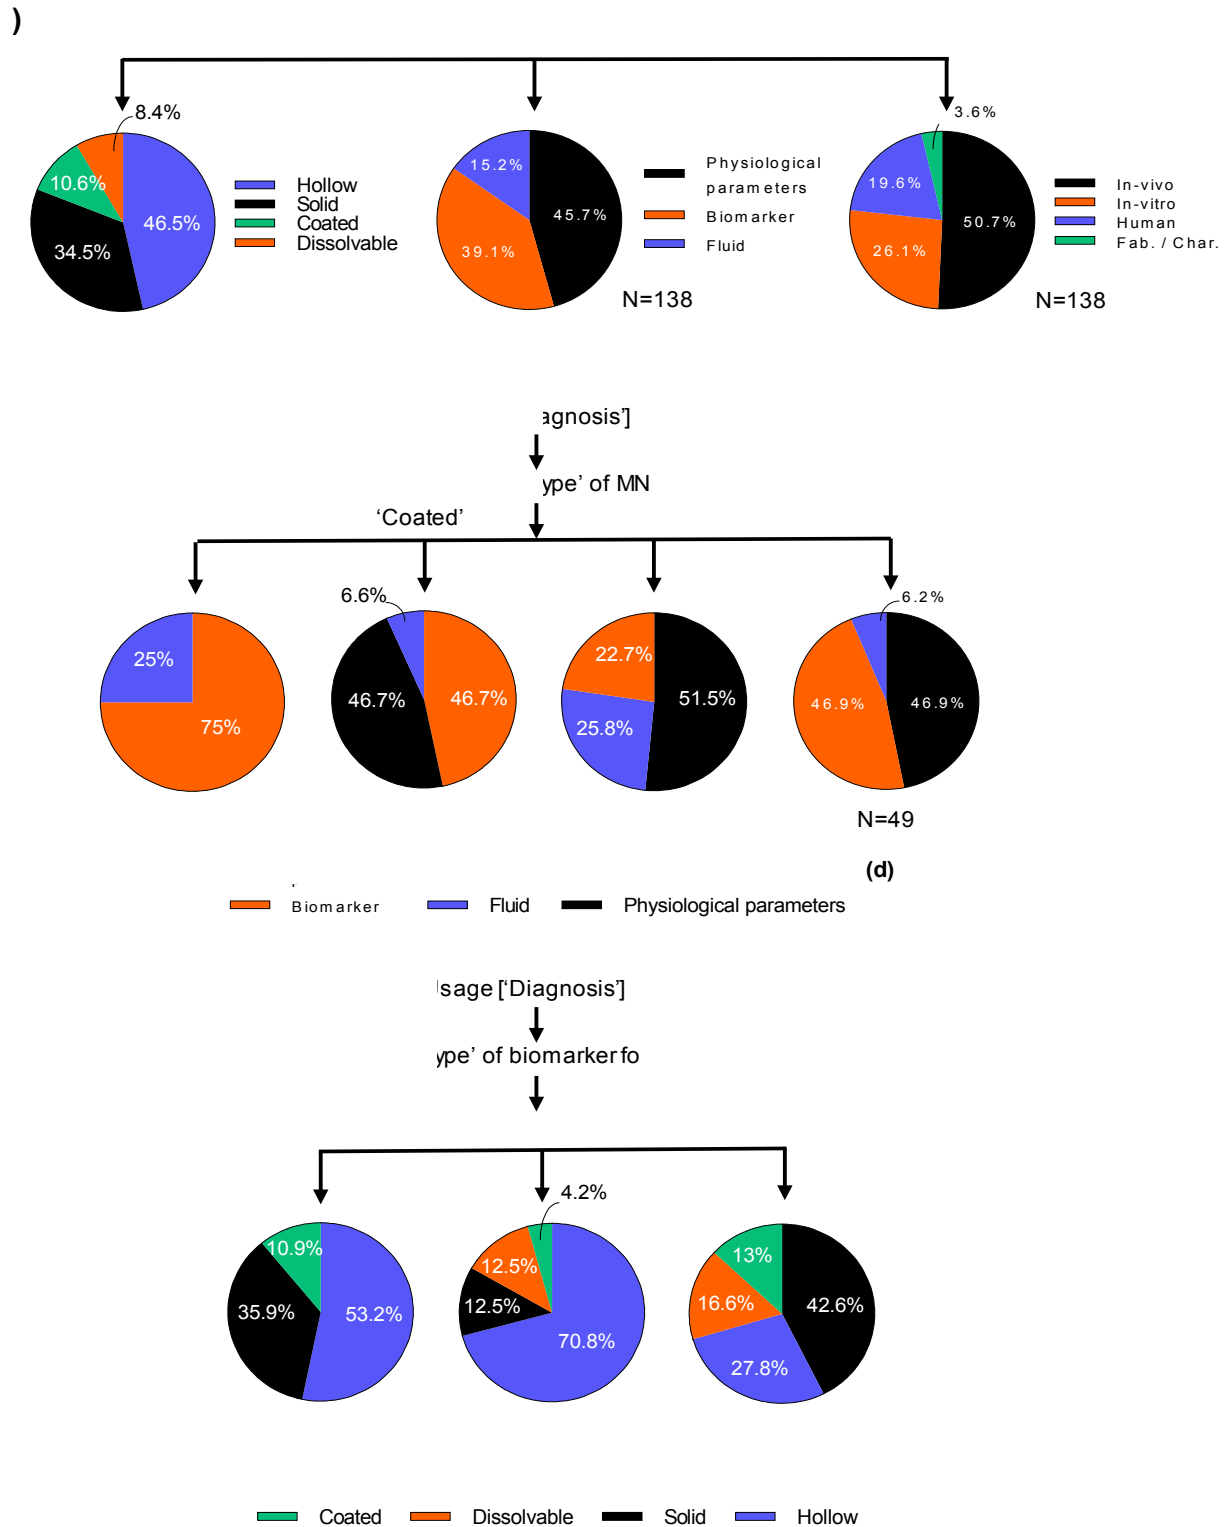 )
8.4%
10.6%
46.5%
34.5%
Hollow
Solid
Coated
Dissolvable
15.2%
45.7%
39.1%
Physiological
parameters
Biomarker
Fluid
N=138
3.6%
19.6%
50.7%
26.1%
In-vivo
In-vitro
Human
Fab. / Char.
N=138
agnosis']
ype' of MN
'Coated'
25%
75%
6.6%
46.7%
46.7%
22.7%
25.8%
51.5%
6.2%
46.9%
46.9%
N=49
(d)
Biomarker
Fluid
Physiological parameters
sage ['Diagnosis']
ype' of biomarker fo
10.9%
35.9%
53.2%
4.2%
12.5%
12.5%
70.8%
13%
16.6%
42.6%
27.8%
Coated
Dissolvable
Solid
Hollow